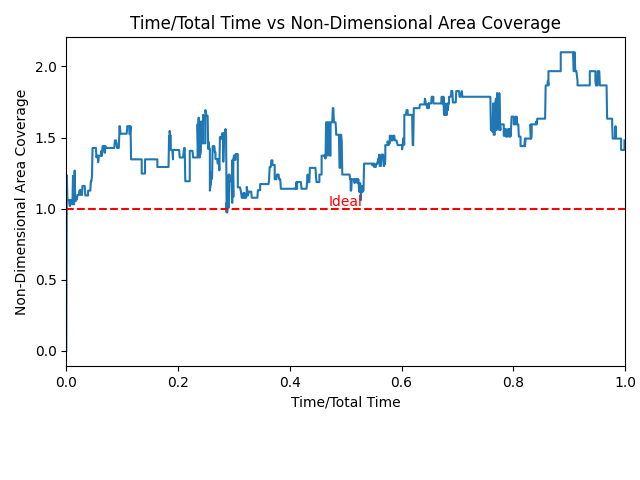 Time/Total Time vs Non-Dimensional Area Coverage
Non-Dimensional Area Coverage
2.0
1.5
1.0
0.5
0.0
Ideal
0.0 0.2 0.4 0.6 0.8 1.0
Time/Total Time